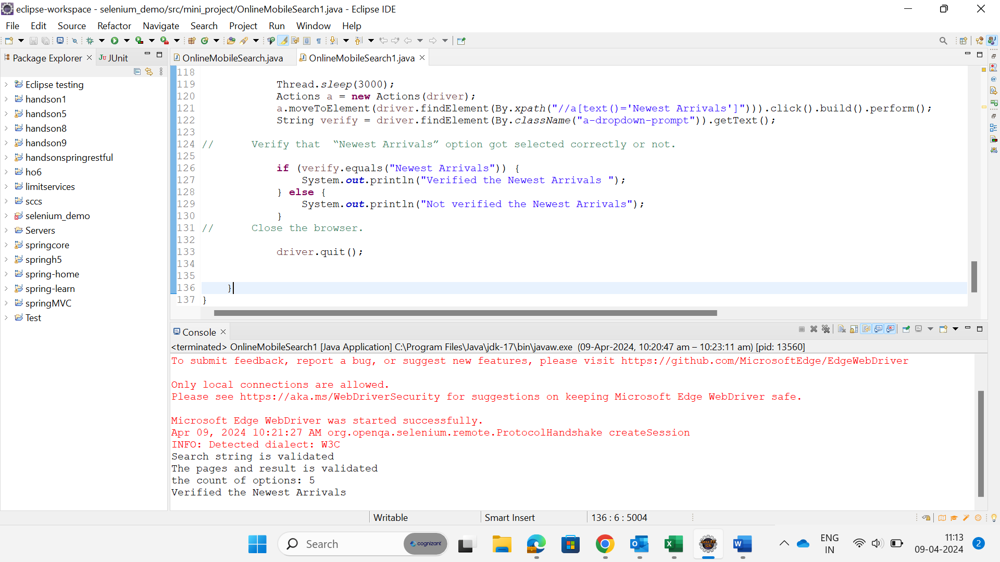 eclipse-workspace - selenium_demo/src/mini_project/OnlineMobileSearch1.java - Eclipse IDE
File Edit Source Refactor Navigate Search Project Run Window Help
Package Explorer
JUnit
OnlineMobileSearch.java
OnlineMobileSearch1.java
Eclipse testing
handson1
handson5
handson8
handson9
handsonspringrestful
ho6
limitservices
sccs
selenium_demo
Servers
springcore
springh5
spring-home
spring-learn
springMVC
Test
118
119 Thread.sleep(3000);
120 Actions a = new Actions(driver);
121 a.moveToElement(driver.findElement(By.xpath("//a[text()='Newest Arrivals']"))).click().build().perform();
122 String verify = driver.findElement(By.className("a-dropdown-prompt")).getText();
123
124 // Verify that “Newest Arrivals” option got selected correctly or not.
125
126 if (verify.equals("Newest Arrivals")) {
127 System.out.println("Verified the Newest Arrivals ");
128 } else {
129 System.out.println("Not verified the Newest Arrivals");
130 }
131 // Close the browser.
132
133 driver.quit();
134
135
136 }
137 }
Console
<terminated> OnlineMobileSearch1 [Java Application] C:\Program Files\Java\jdk-17\bin\javaw.exe (09-Apr-2024, 10:20:47 am – 10:23:11 am) [pid: 13560]
To submit feedback, report a bug, or suggest new features, please visit https://github.com/MicrosoftEdge/EdgeWebDriver
Only local connections are allowed.
Please see https://aka.ms/WebDriverSecurity for suggestions on keeping Microsoft Edge WebDriver safe.
Microsoft Edge WebDriver was started successfully.
Apr 09, 2024 10:21:27 AM org.openqa.selenium.remote.ProtocolHandshake createSession
INFO: Detected dialect: W3C
Search string is validated
The pages and result is validated
the count of options: 5
Verified the Newest Arrivals
Writable Smart Insert 136 : 6 : 5004
Search
cognizant
ENG
IN
11:13
09-04-2024
2